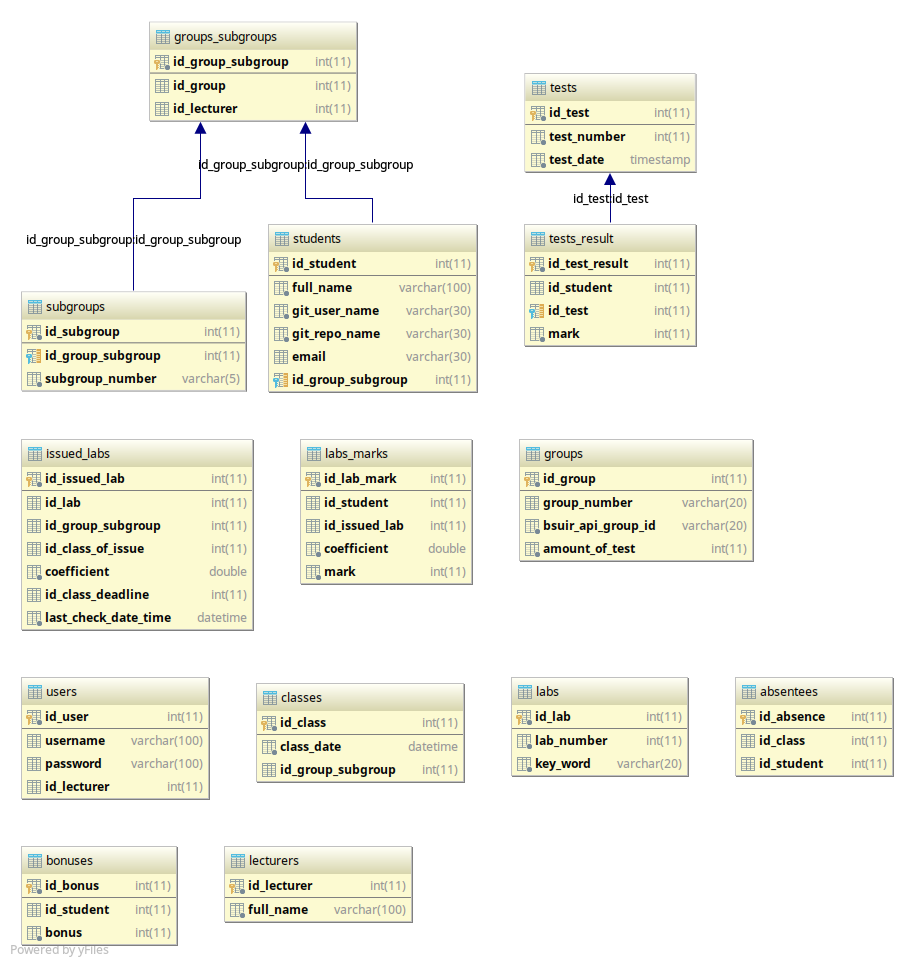 groups_subgroups
id_group_subgroup int(11)
id_group int(11)
id_lecturer int(11)
tests
id_test int(11)
test_number int(11)
test_date timestamp
id_group_subgroup:id_group_subgroup
id_test:id_test
id_group_subgroup:id_group_subgroup
students
id_student int(11)
full_name varchar(100)
git_user_name varchar(30)
git_repo_name varchar(30)
email varchar(30)
id_group_subgroup int(11)
tests_result
id_test_result int(11)
id_student int(11)
id_test int(11)
mark int(11)
subgroups
id_subgroup int(11)
id_group_subgroup int(11)
subgroup_number varchar(5)
issued_labs
id_issued_lab int(11)
id_lab int(11)
id_group_subgroup int(11)
id_class_of_issue int(11)
coefficient double
id_class_deadline int(11)
last_check_date_time datetime
labs_marks
id_lab_mark int(11)
id_student int(11)
id_issued_lab int(11)
coefficient double
mark int(11)
groups
id_group int(11)
group_number varchar(20)
bsuir_api_group_id varchar(20)
amount_of_test int(11)
users
id_user int(11)
username varchar(100)
password varchar(100)
id_lecturer int(11)
classes
id_class int(11)
class_date datetime
id_group_subgroup int(11)
labs
id_lab int(11)
lab_number int(11)
key_word varchar(20)
absentees
id_absence int(11)
id_class int(11)
id_student int(11)
bonuses
id_bonus int(11)
id_student int(11)
bonus int(11)
lecturers
id_lecturer int(11)
full_name varchar(100)
Powered by yFiles